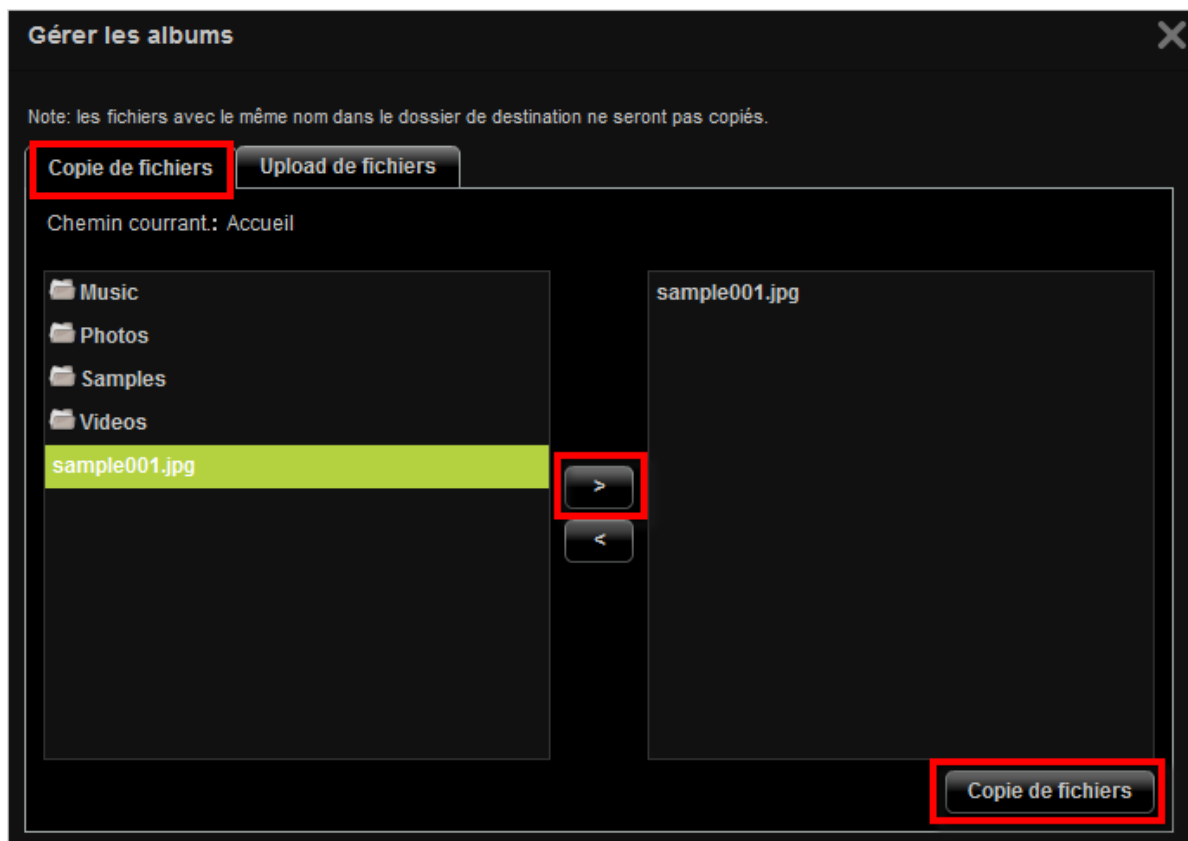 Gérer les albums
Note: les fichiers avec le même nom dans le dossier de destination ne seront pas copiés.
Copie de fichiers
Upload de fichiers
Chemin courrant.: Accueil
Music
Photos
Samples
Videos
sample001.jpg
sample001.jpg
>
<
Copie de fichiers